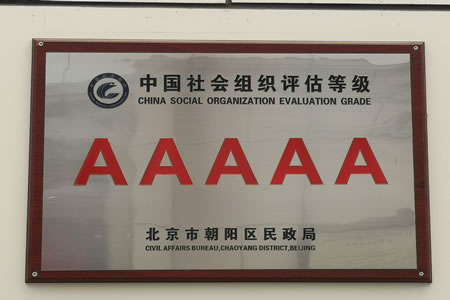 中国社会组织评估等级
CHINA SOCIAL ORGANIZATION EVALUATION GRADE
AAAAA
北京市朝阳区民政局
CIVIL AFFAIRS BUREAU,CHAOYANG DISTRICT,BEIJING